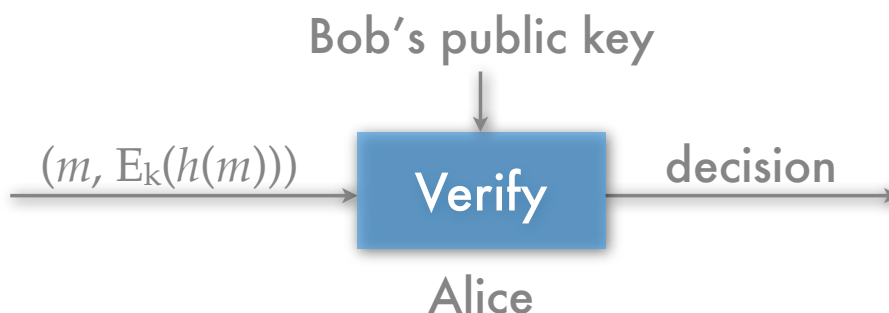 Bob's public key
(m, Eₖ(h(m)))
Verify
decision
Alice